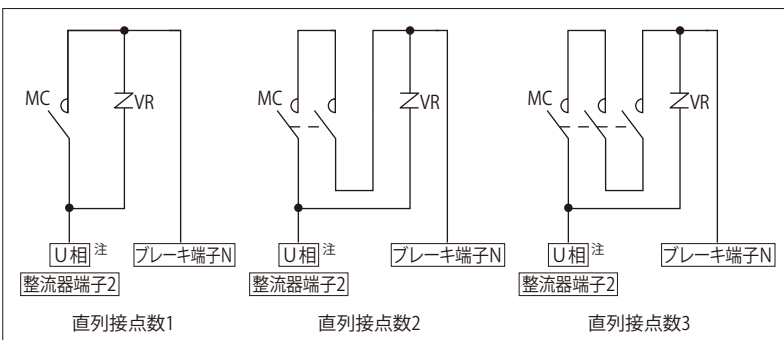 MC
VR
U相 注
ブレーキ端子N
整流器端子2
直列接点数1
MC
VR
U相 注
ブレーキ端子N
整流器端子2
直列接点数2
MC
VR
U相 注
ブレーキ端子N
整流器端子2
直列接点数3